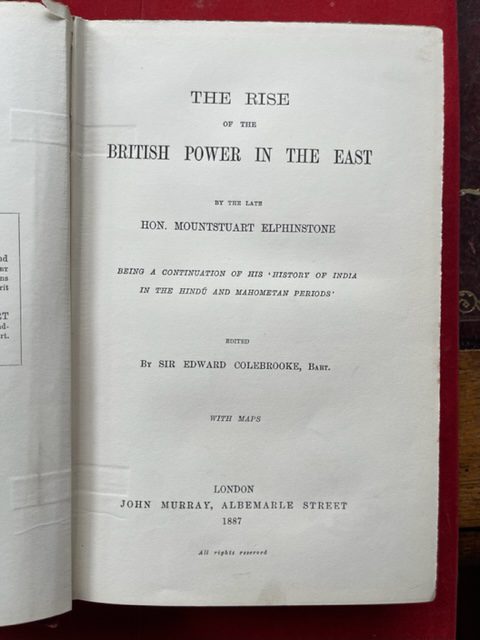 THE RISE
OF THE
BRITISH POWER IN THE EAST
BY THE LATE
HON. MOUNTSTUART ELPHINSTONE
BEING A CONTINUATION OF HIS 'HISTORY OF INDIA
IN THE HINDÚ AND MAHOMETAN PERIODS'
EDITED
BY SIR EDWARD COLEBROOKE, BART.
WITH MAPS
LONDON
JOHN MURRAY, ALBEMARLE STREET
1887
All rights reserved